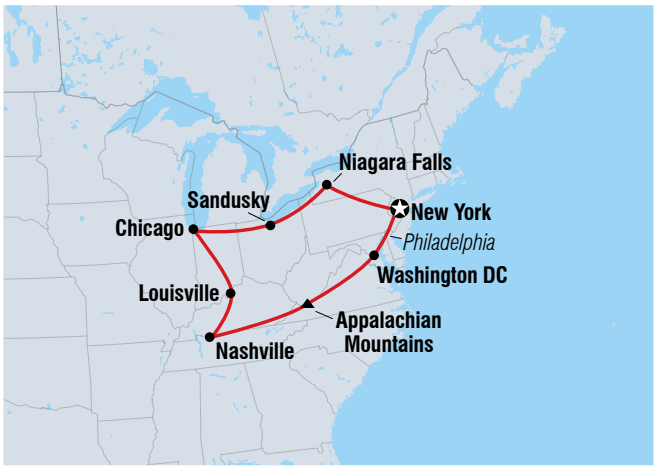 Niagara Falls
Sandusky
New York
Chicago
Philadelphia
Washington DC
Louisville
Appalachian
Mountains
Nashville